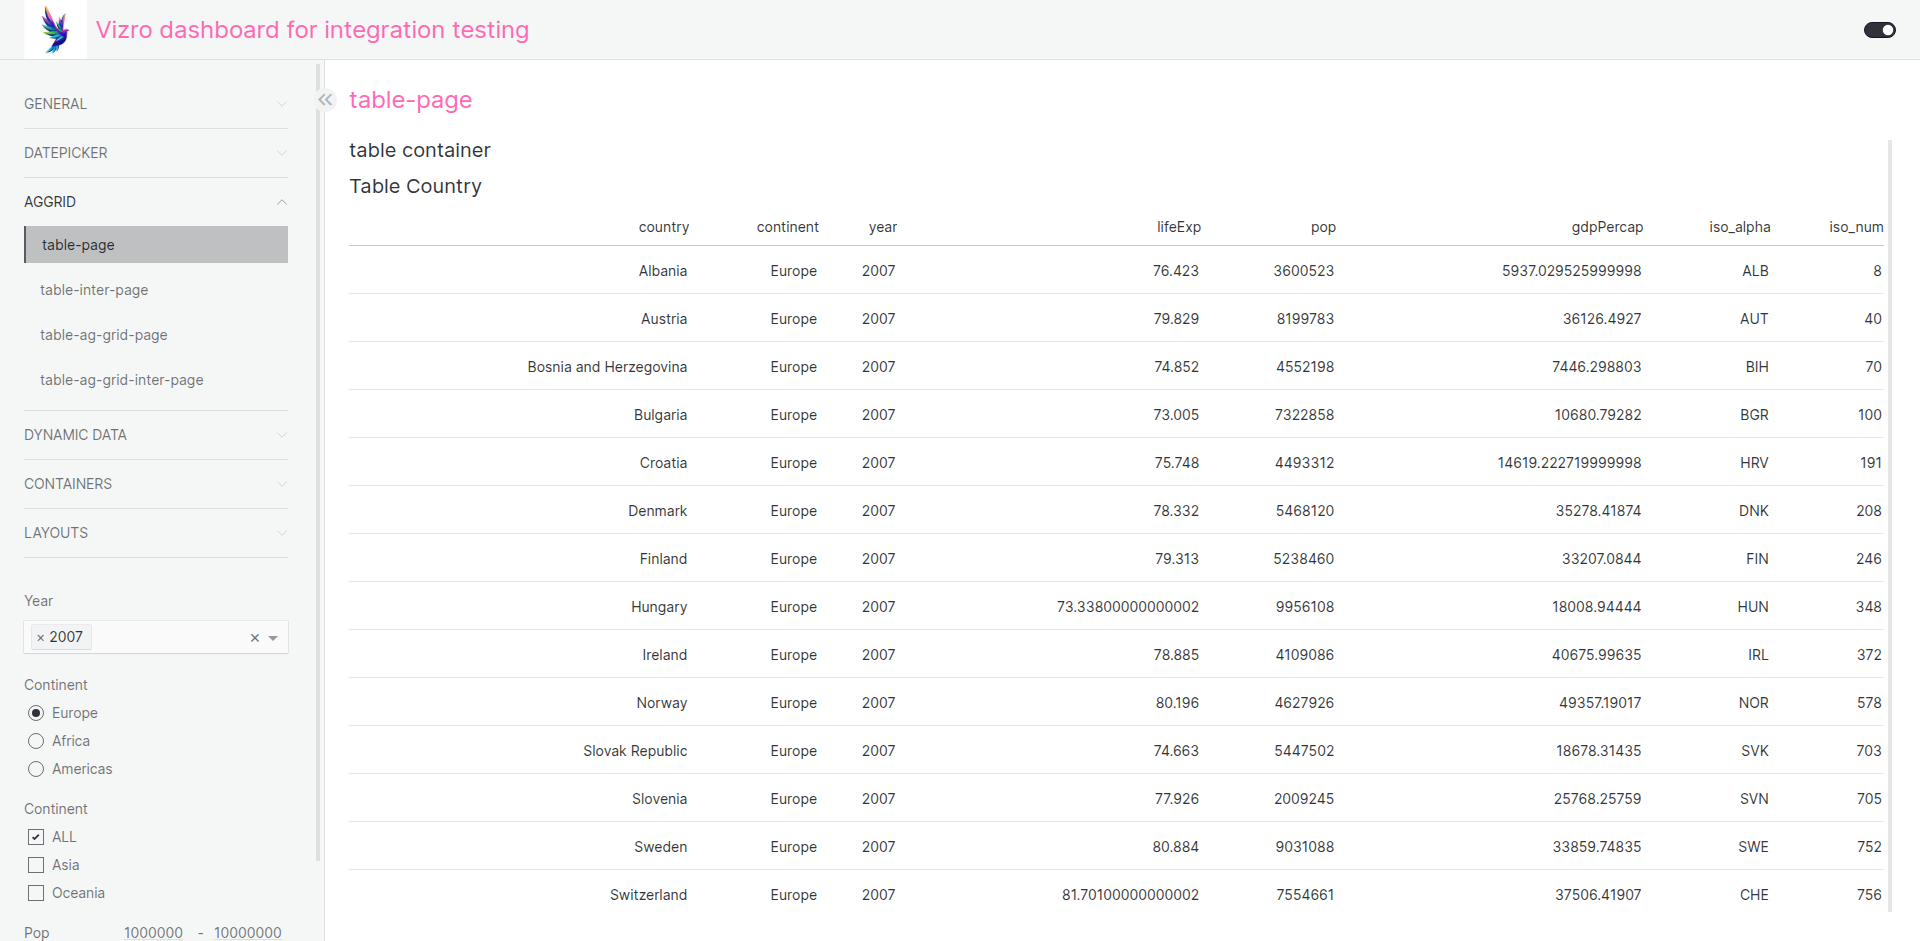 Vizro dashboard for integration testing
GENERAL
DATEPICKER
AGGRID
table-page
table-inter-page
table-ag-grid-page
table-ag-grid-inter-page
DYNAMIC DATA
CONTAINERS
LAYOUTS
Year
× 2007 ×
Continent
Europe
Africa
Americas
Continent
ALL
Asia
Oceania
Pop 1000000 - 10000000
table-page
table container
Table Country
country continent year lifeExp pop gdpPercap iso_alpha iso_num
Albania Europe 2007 76.423 3600523 5937.029525999998 ALB 8
Austria Europe 2007 79.829 8199783 36126.4927 AUT 40
Bosnia and Herzegovina Europe 2007 74.852 4552198 7446.298803 BIH 70
Bulgaria Europe 2007 73.005 7322858 10680.79282 BGR 100
Croatia Europe 2007 75.748 4493312 14619.222719999998 HRV 191
Denmark Europe 2007 78.332 5468120 35278.41874 DNK 208
Finland Europe 2007 79.313 5238460 33207.0844 FIN 246
Hungary Europe 2007 73.33800000000002 9956108 18008.94444 HUN 348
Ireland Europe 2007 78.885 4109086 40675.99635 IRL 372
Norway Europe 2007 80.196 4627926 49357.19017 NOR 578
Slovak Republic Europe 2007 74.663 5447502 18678.31435 SVK 703
Slovenia Europe 2007 77.926 2009245 25768.25759 SVN 705
Sweden Europe 2007 80.884 9031088 33859.74835 SWE 752
Switzerland Europe 2007 81.70100000000002 7554661 37506.41907 CHE 756